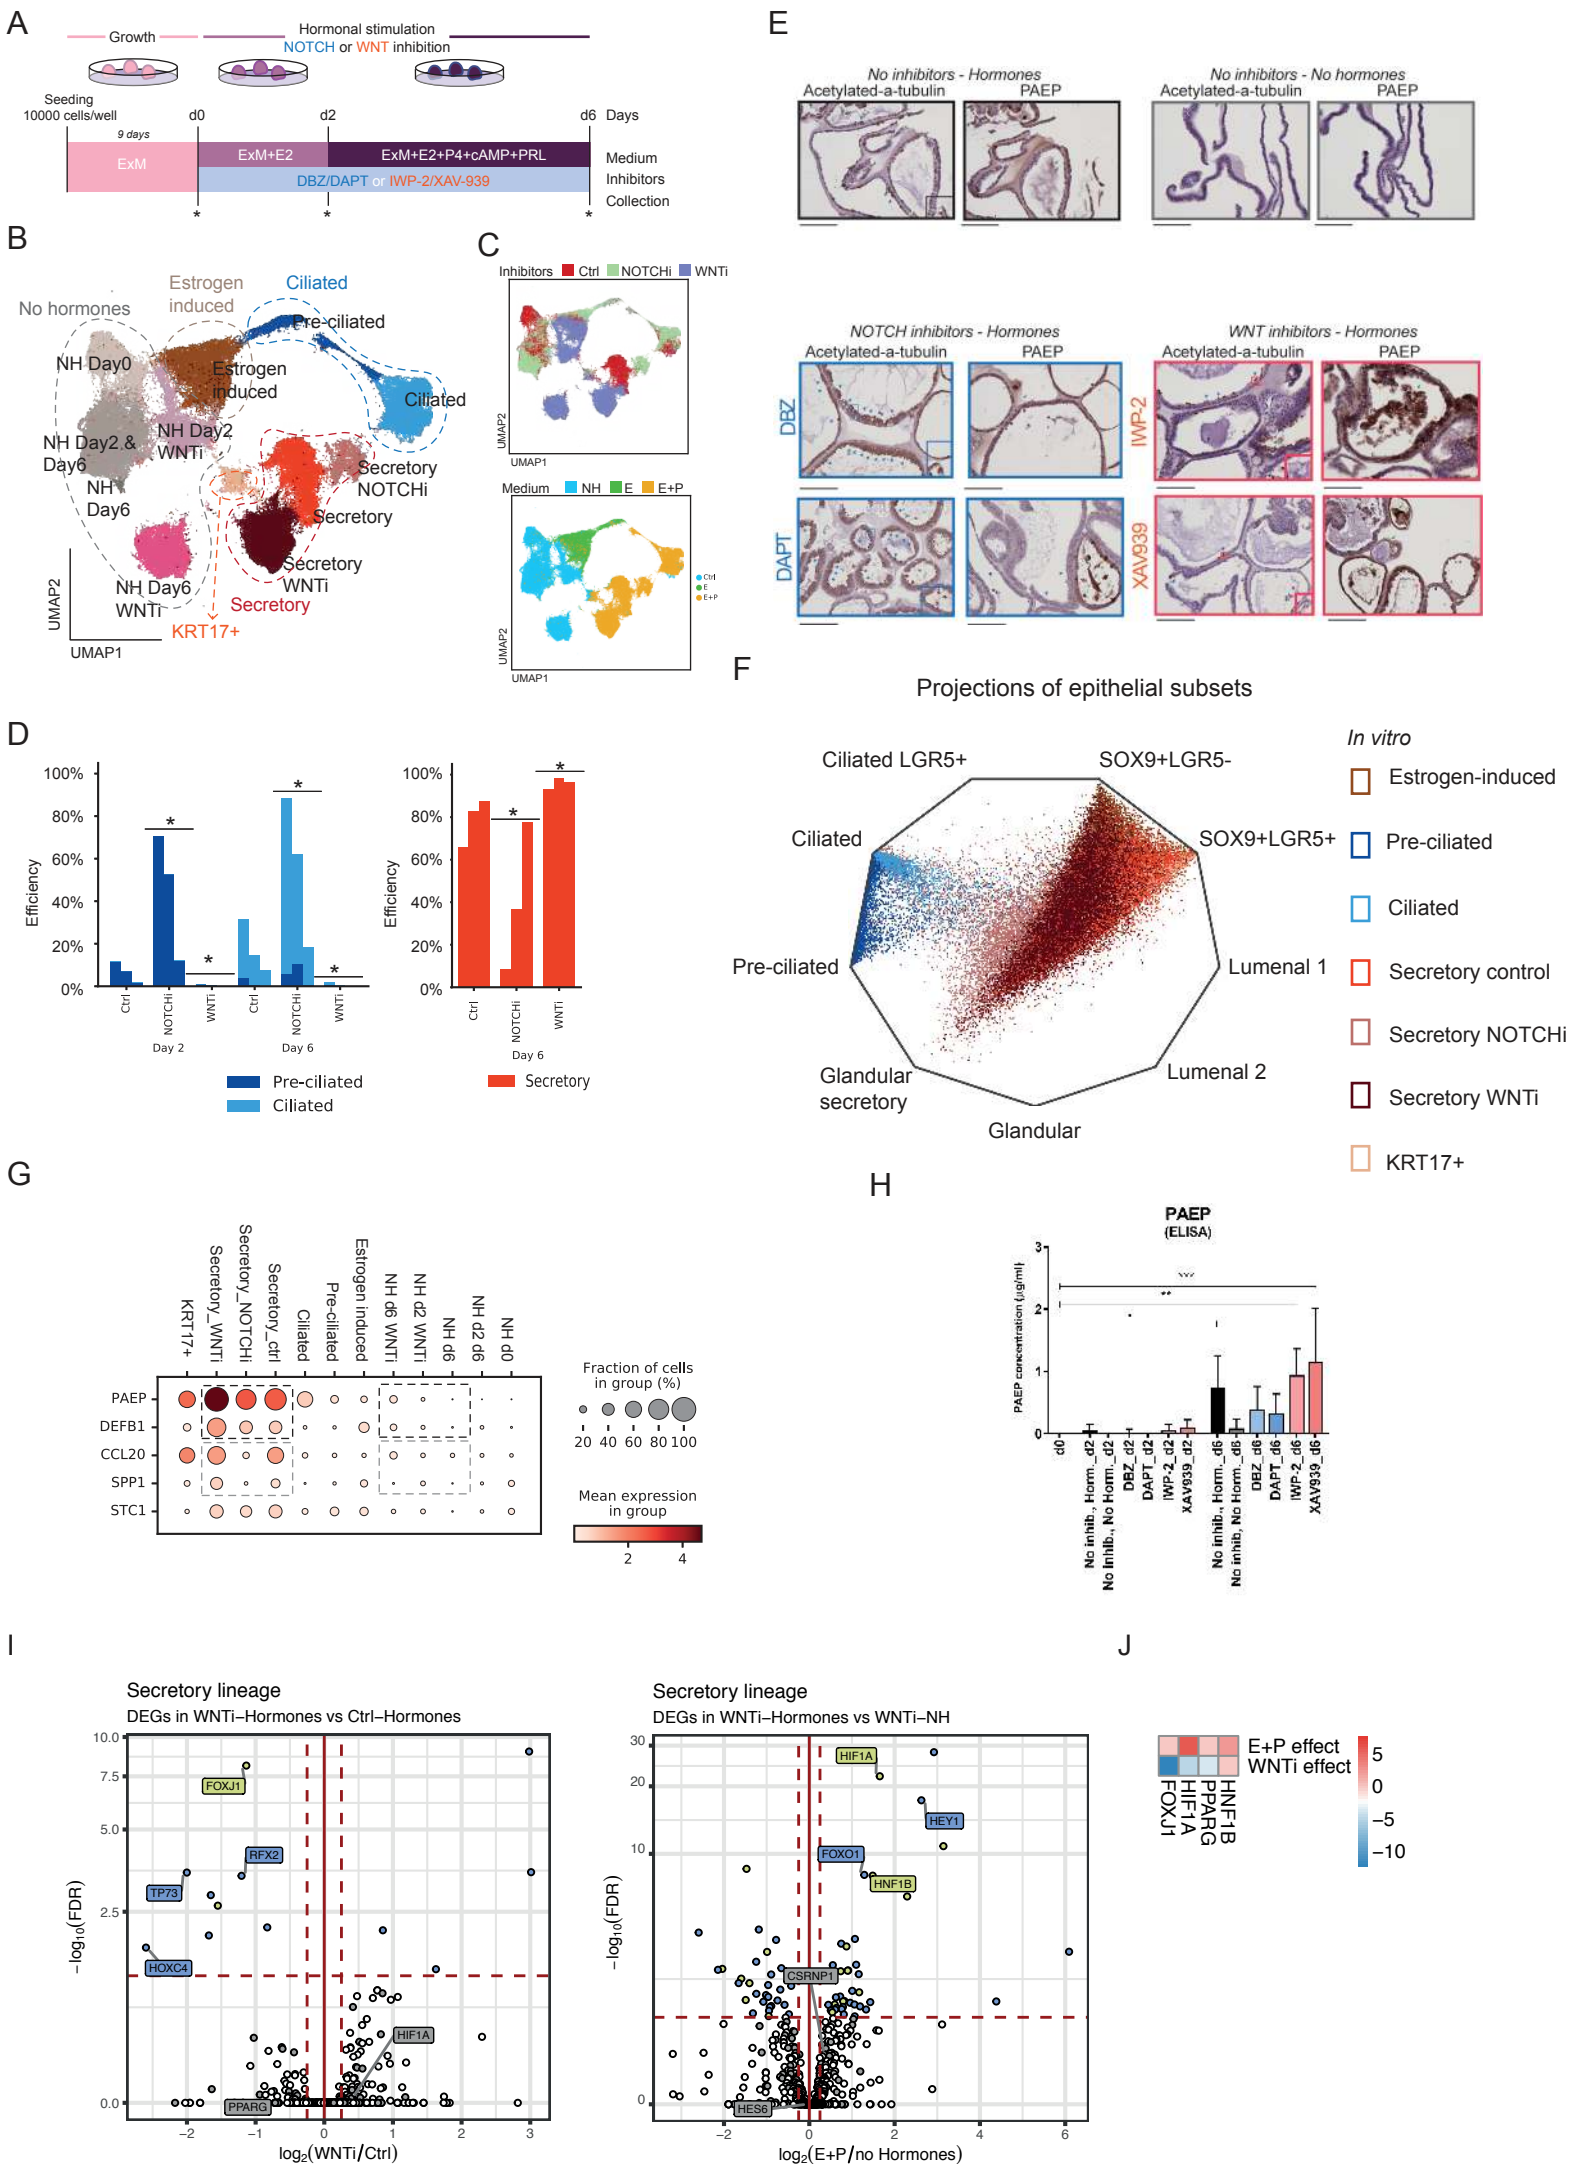 A
Growth
Hormonal stimulation
NOTCH or WNT inhibition
Seeding
10000 cells/well
d0
d2
d6
Days
9 days
ExM
ExM+E2
ExM+E2+P4+cAMP+PRL
Medium
DBZ/DAPT or IWP-2/XAV-939
Inhibitors
Collection
*
*
*
B
No hormones
Estrogen
induced
Ciliated
Pre-ciliated
NH Day0
Estrogen
induced
Ciliated
NH Day2 &
Day6
NH Day2
WNTi
NH
Day6
Secretory
NOTCHi
Secretory
Secretory
WNTi
NH Day6
WNTi
Secretory
KRT17+
UMAP2
UMAP1
C
Inhibitors Ctrl NOTCHi WNTi
UMAP2
UMAP1
Medium NH E E+P
Ctrl
E
E+P
UMAP2
UMAP1
D
Efficiency
100%
80%
60%
40%
20%
0%
*
*
*
*
Ctrl
NOTCHi
WNTi
Ctrl
NOTCHi
WNTi
Day 2
Day 6
Pre-ciliated
Ciliated
Efficiency
100%
80%
60%
40%
20%
0%
*
*
Ctrl
NOTCHi
WNTi
Day 6
Secretory
E
No inhibitors - Hormones
Acetylated-a-tubulin
PAEP
No inhibitors - No hormones
Acetylated-a-tubulin
PAEP
NOTCH inhibitors - Hormones
Acetylated-a-tubulin
PAEP
WNT inhibitors - Hormones
Acetylated-a-tubulin
PAEP
DBZ
DAPT
IWP-2
XAV939
F
Projections of epithelial subsets
Ciliated LGR5+
SOX9+LGR5-
Ciliated
SOX9+LGR5+
Pre-ciliated
Lumenal 1
Glandular
secretory
Lumenal 2
Glandular
In vitro
Estrogen-induced
Pre-ciliated
Ciliated
Secretory control
Secretory NOTCHi
Secretory WNTi
KRT17+
G
KRT17+
Secretory_WNTi
Secretory_NOTCHi
Secretory_ctrl
Ciliated
Pre-ciliated
Estrogen induced
NH d6 WNTi
NH d2 WNTi
NH d6
NH d2 d6
NH d0
PAEP
DEFB1
CCL20
SPP1
STC1
Fraction of cells
in group (%)
20 40 60 80 100
Mean expression
in group
2 4
H
PAEP
(ELISA)
PAEP concentration (µg/ml)
3
2
1
0
**
d0
No inhib., Horm._d2
No inhib., No Horm._d2
DBZ_d2
DAPT_d2
IWP-2_d2
XAV939_d2
No inhib., Horm._d6
No inhib., No Horm._d6
DBZ_d6
DAPT_d6
IWP-2_d6
XAV939_d6
I
Secretory lineage
DEGs in WNTi−Hormones vs Ctrl−Hormones
−log10(FDR)
10.0
7.5
5.0
2.5
0.0
FOXJ1
RFX2
TP73
HOXC4
HIF1A
PPARG
−2 −1 0 1 2 3
log2(WNTi/Ctrl)
Secretory lineage
DEGs in WNTi−Hormones vs WNTi−NH
−log10(FDR)
30
20
10
0
HIF1A
HEY1
FOXO1
HNF1B
CSRNP1
HES6
−2 0 2 4 6
log2(E+P/no Hormones)
J
E+P effect
WNTi effect
FOXJ1
HIF1A
PPARG
HNF1B
5
0
−5
−10